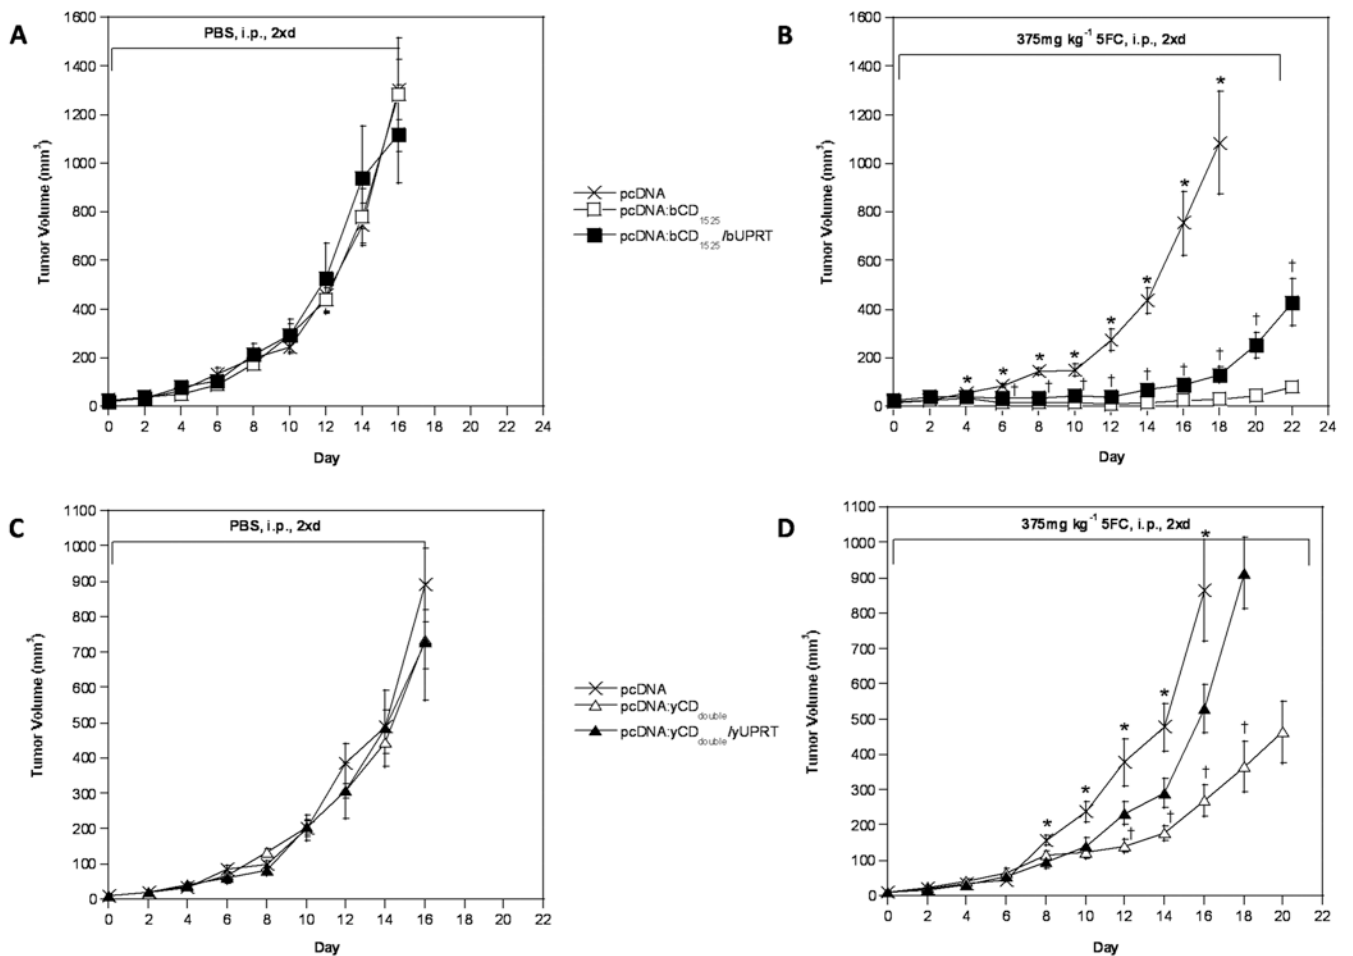 A
PBS, i.p., 2xd
Tumor Volume (mm³)
1600
1400
1200
1000
800
600
400
200
0
0 2 4 6 8 10 12 14 16 18 20 22 24
Day
pcDNA
pcDNA:bCD1525
pcDNA:bCD1525/bUPRT
B
375mg kg⁻¹ 5FC, i.p., 2xd
Tumor Volume (mm³)
1600
1400
1200
1000
800
600
400
200
0
* * * * * * * * *
† † † † † † † † †
0 2 4 6 8 10 12 14 16 18 20 22 24
Day
C
PBS, i.p., 2xd
Tumor Volume (mm³)
1100
1000
900
800
700
600
500
400
300
200
100
0
0 2 4 6 8 10 12 14 16 18 20 22
Day
pcDNA
pcDNA:yCDdouble
pcDNA:yCDdouble/yUPRT
D
375mg kg⁻¹ 5FC, i.p., 2xd
Tumor Volume (mm³)
1100
1000
900
800
700
600
500
400
300
200
100
0
* * * * *
† † † †
0 2 4 6 8 10 12 14 16 18 20 22
Day